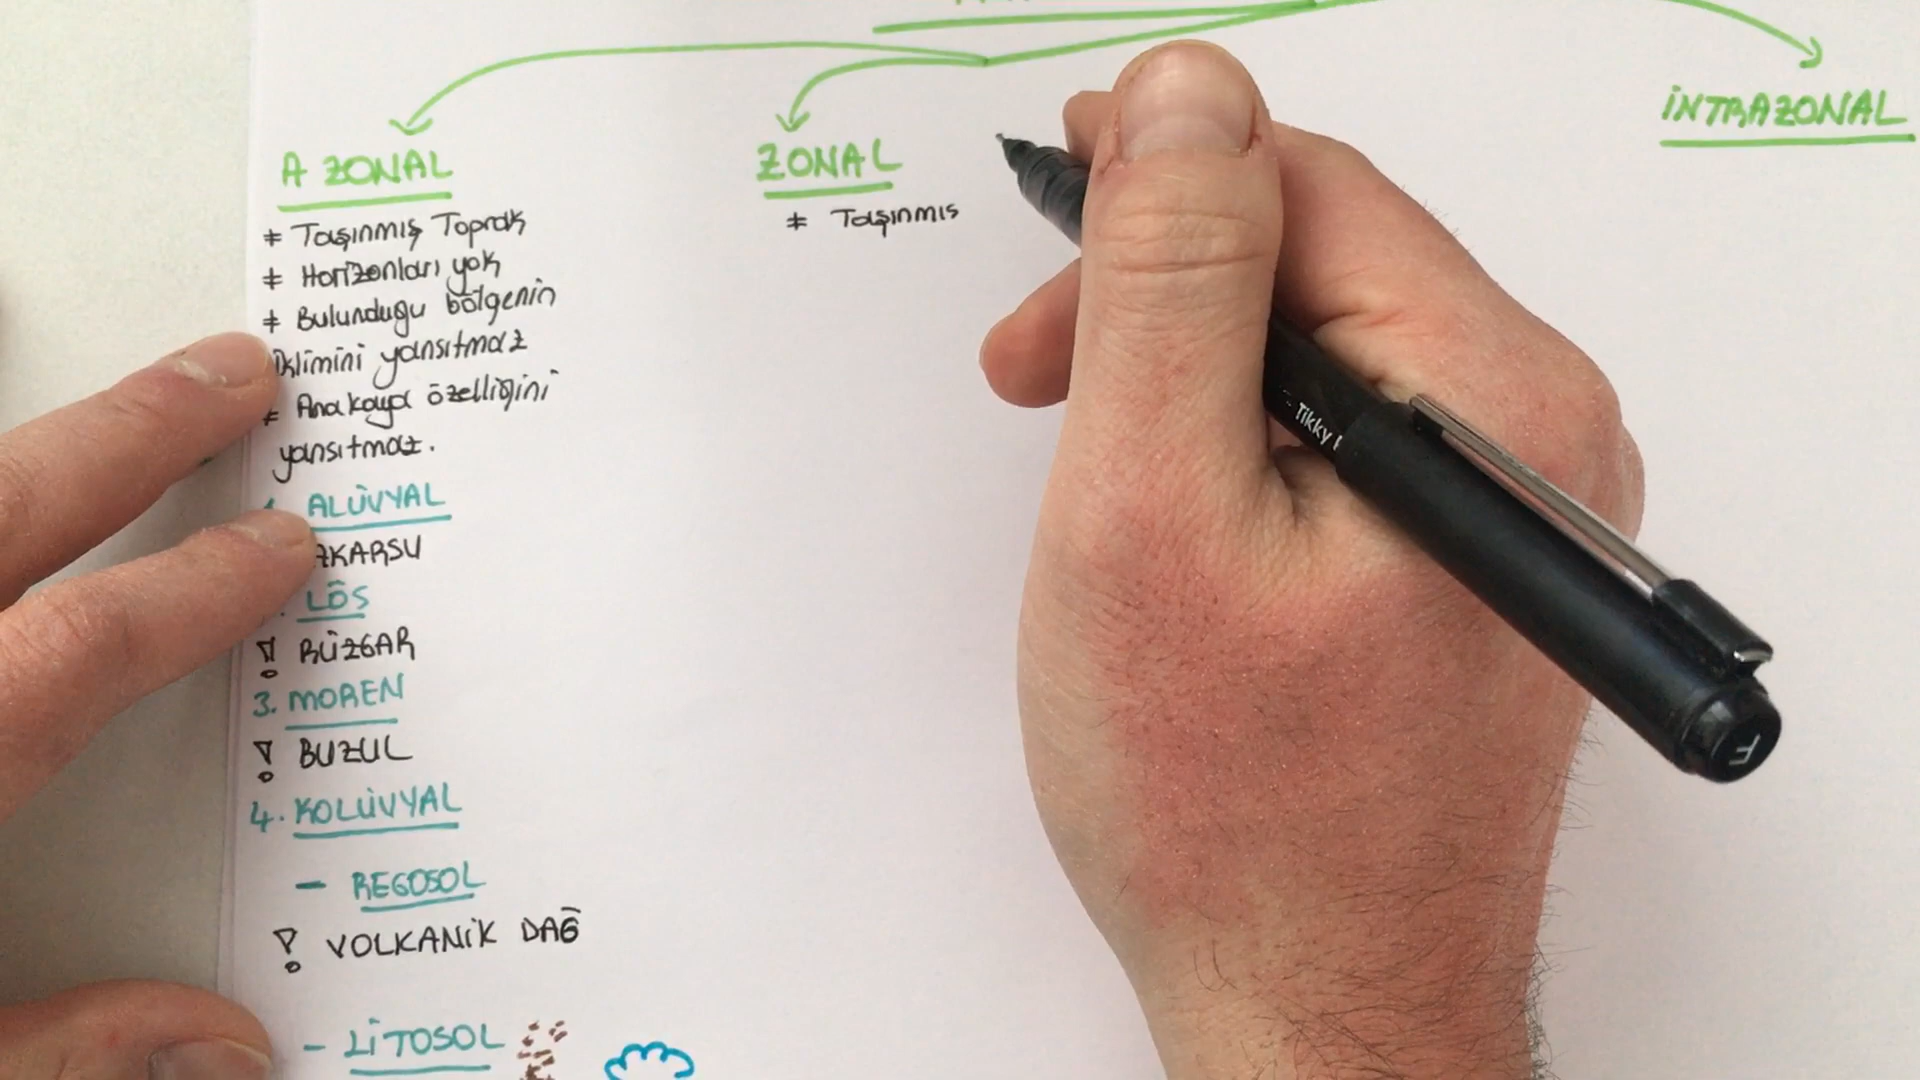 A ZONAL
ZONAL
İNTRAZONAL
* Taşınmış Toprak
* Horizonları yok
* Bulunduğu bölgenin
iklimini yansıtmaz
* Anakaya özelliğini
yansıtmaz.
ALÜVYAL
AKARSU
LÖS
! RÜZGAR
3. MOREN
! BUZUL
4. KOLÜVYAL
- REGOSOL
! VOLKANİK DAĞ
- LİTOSOL
* Taşınmıs
Tikky
F